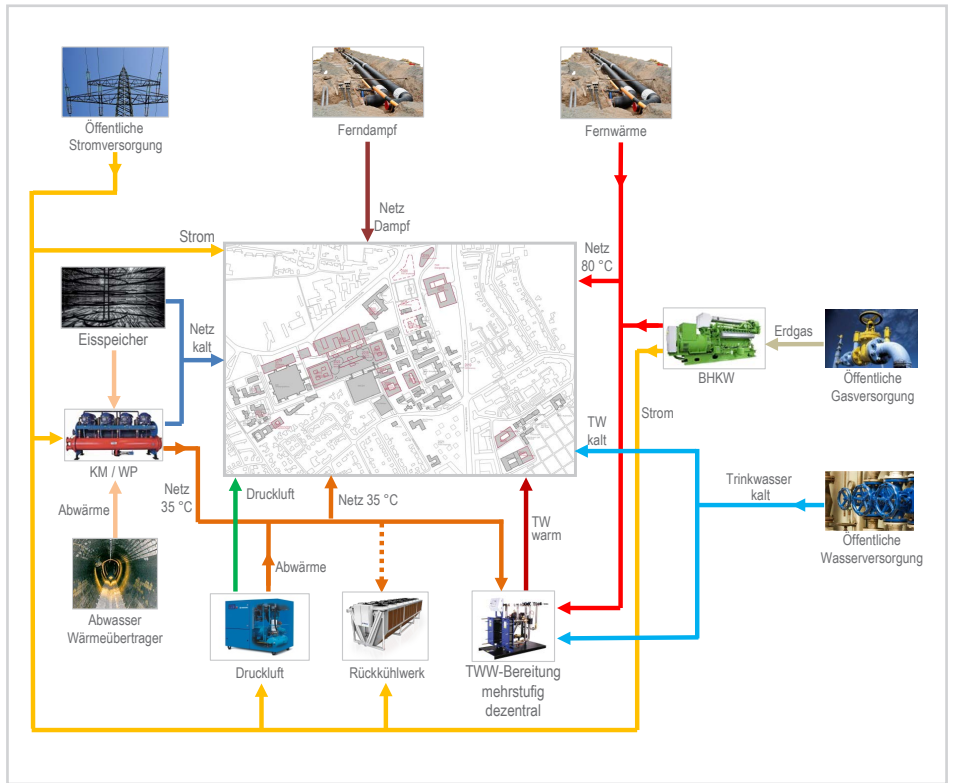 Öffentliche
Stromversorgung
Ferndampf
Fernwärme
Netz
Dampf
Strom
Netz
80 °C
Eisspeicher
Netz
kalt
Erdgas
BHKW
Öffentliche
Gasversorgung
Strom
TW
kalt
KM / WP
Netz
35 °C
Druckluft
Netz 35 °C
Trinkwasser
kalt
Abwärme
TW
warm
Öffentliche
Wasserversorgung
Abwärme
Abwasser
Wärmeübertrager
Druckluft
Rückkühlwerk
TWW-Bereitung
mehrstufig
dezentral